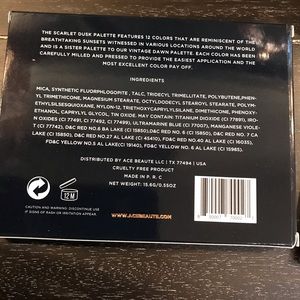 THE SCARLET DUSK PALETTE FEATURES 12 COLORS THAT ARE REMINISCENT OF THE
BREATHTAKING SUNSETS WITNESSED IN VARIOUS LOCATIONS AROUND THE WORLD
AND IS A SISTER PALETTE TO OUR VINTAGE DAWN PALETTE, EACH COLOR HAS BEEN
CAREFULLY MILLED AND PRESSED TO PROVIDE THE EASIEST APPLICATION AND THE
MOST EXCELLENT COLOR PAY OFF.
INGREDIENTS
MICA, SYNTHETIC FLUORPHLOGOPITE, TALC, TRIDECYL TRIMELLITATE, POLYBUTENE,PHEN-
YL TRIMETHICONE, MAGNESIUM STEARATE, OCTYLDODECYL STEAROYL STEARATE, POLYM-
ETHYLSILSESQUIOXANE, NYLON-12, TRIETHOXYCAPRYLYLSILANE, DIMETHICONE, PHENOXY-
ETHANOL, CAPRYLYL GLYCOL, TIN OXIDE. MAY CONTAIN: TITANIUM DIOXIDE (CI 77891), IR-
ON OXIDES (CI 77499), ULTRAMARINE BLUE (CI 77007), MANGANESE VIOLE-
T (CI 77742), D&C RED NO.6 BA LAKE (CI 15850), D&C RED NO. 6 (CI 15850), D&C RED NO.7 CA
LAKE (CI 15850), D&C RED NO.27 AL LAKE (CI 45410), FD&C RED NO. 40 AL LAKE (CI 16035),
FD&C YELLOW NO.5 AL LAKE(CI 19140), FD&C YELLOW NO.6 AL LAKE (CI 15985).
DISTRIBUTED BY ACE BEAUTE LLC | TX 77494 | USA
CRUELTY FREE PRODUCT
MADE IN P. R. C
NET WEIGHT: 15.6G/0.55OZ
12 M
CAUTION AND WARNING: DISCONTINUE USE
IF SIGNS OF RASH OR IRRITATION APPEAR.
WWW.ACEBEAUTE.COM